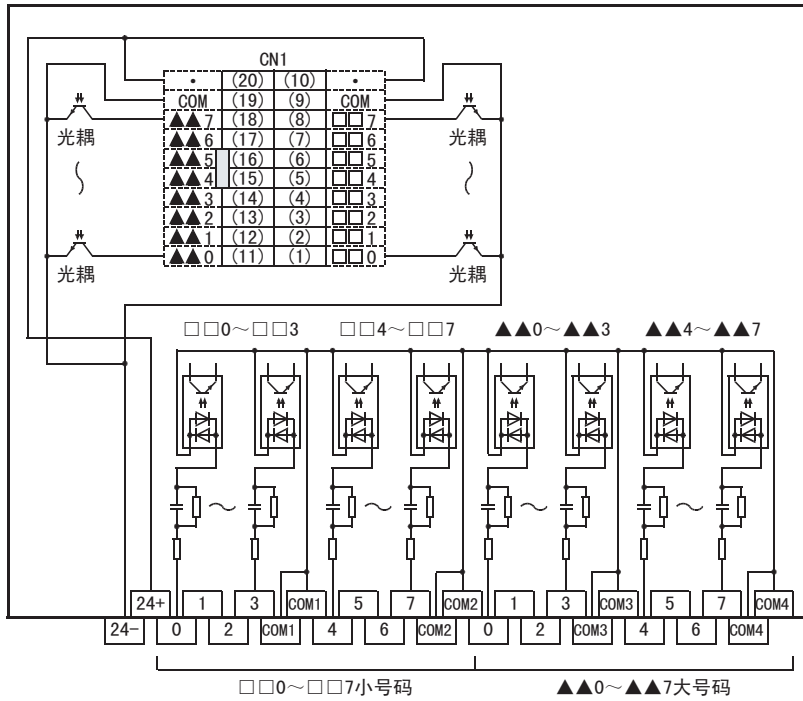 CN1
• (20) (10) •
COM (19) (9) COM
▲▲7 (18) (8) □□7
▲▲6 (17) (7) □□6
▲▲5 (16) (6) □□5
▲▲4 (15) (5) □□4
▲▲3 (14) (4) □□3
▲▲2 (13) (3) □□2
▲▲1 (12) (2) □□1
▲▲0 (11) (1) □□0
光耦
光耦
光耦
光耦
□□0～□□3 □□4～□□7 ▲▲0～▲▲3 ▲▲4～▲▲7
24+ 1 3 COM1 5 7 COM2 1 3 COM3 5 7 COM4
24- 0 2 COM1 4 6 COM2 0 2 COM3 4 6 COM4
□□0～□□7小号码 ▲▲0～▲▲7大号码